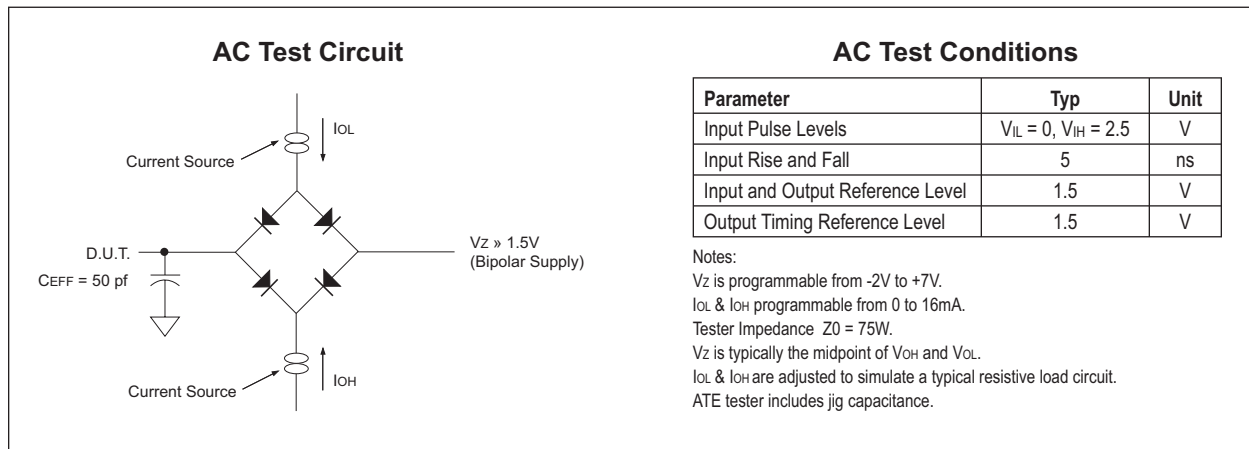 AC Test Circuit
IOL
Current Source
D.U.T.
CEFF = 50 pf
VZ » 1.5V
(Bipolar Supply)
IOH
Current Source
AC Test Conditions
Parameter Typ Unit
Input Pulse Levels VIL = 0, VIH = 2.5 V
Input Rise and Fall 5 ns
Input and Output Reference Level 1.5 V
Output Timing Reference Level 1.5 V
Notes:
VZ is programmable from -2V to +7V.
IOL & IOH programmable from 0 to 16mA.
Tester Impedance Z0 = 75W.
VZ is typically the midpoint of VOH and VOL.
IOL & IOH are adjusted to simulate a typical resistive load circuit.
ATE tester includes jig capacitance.